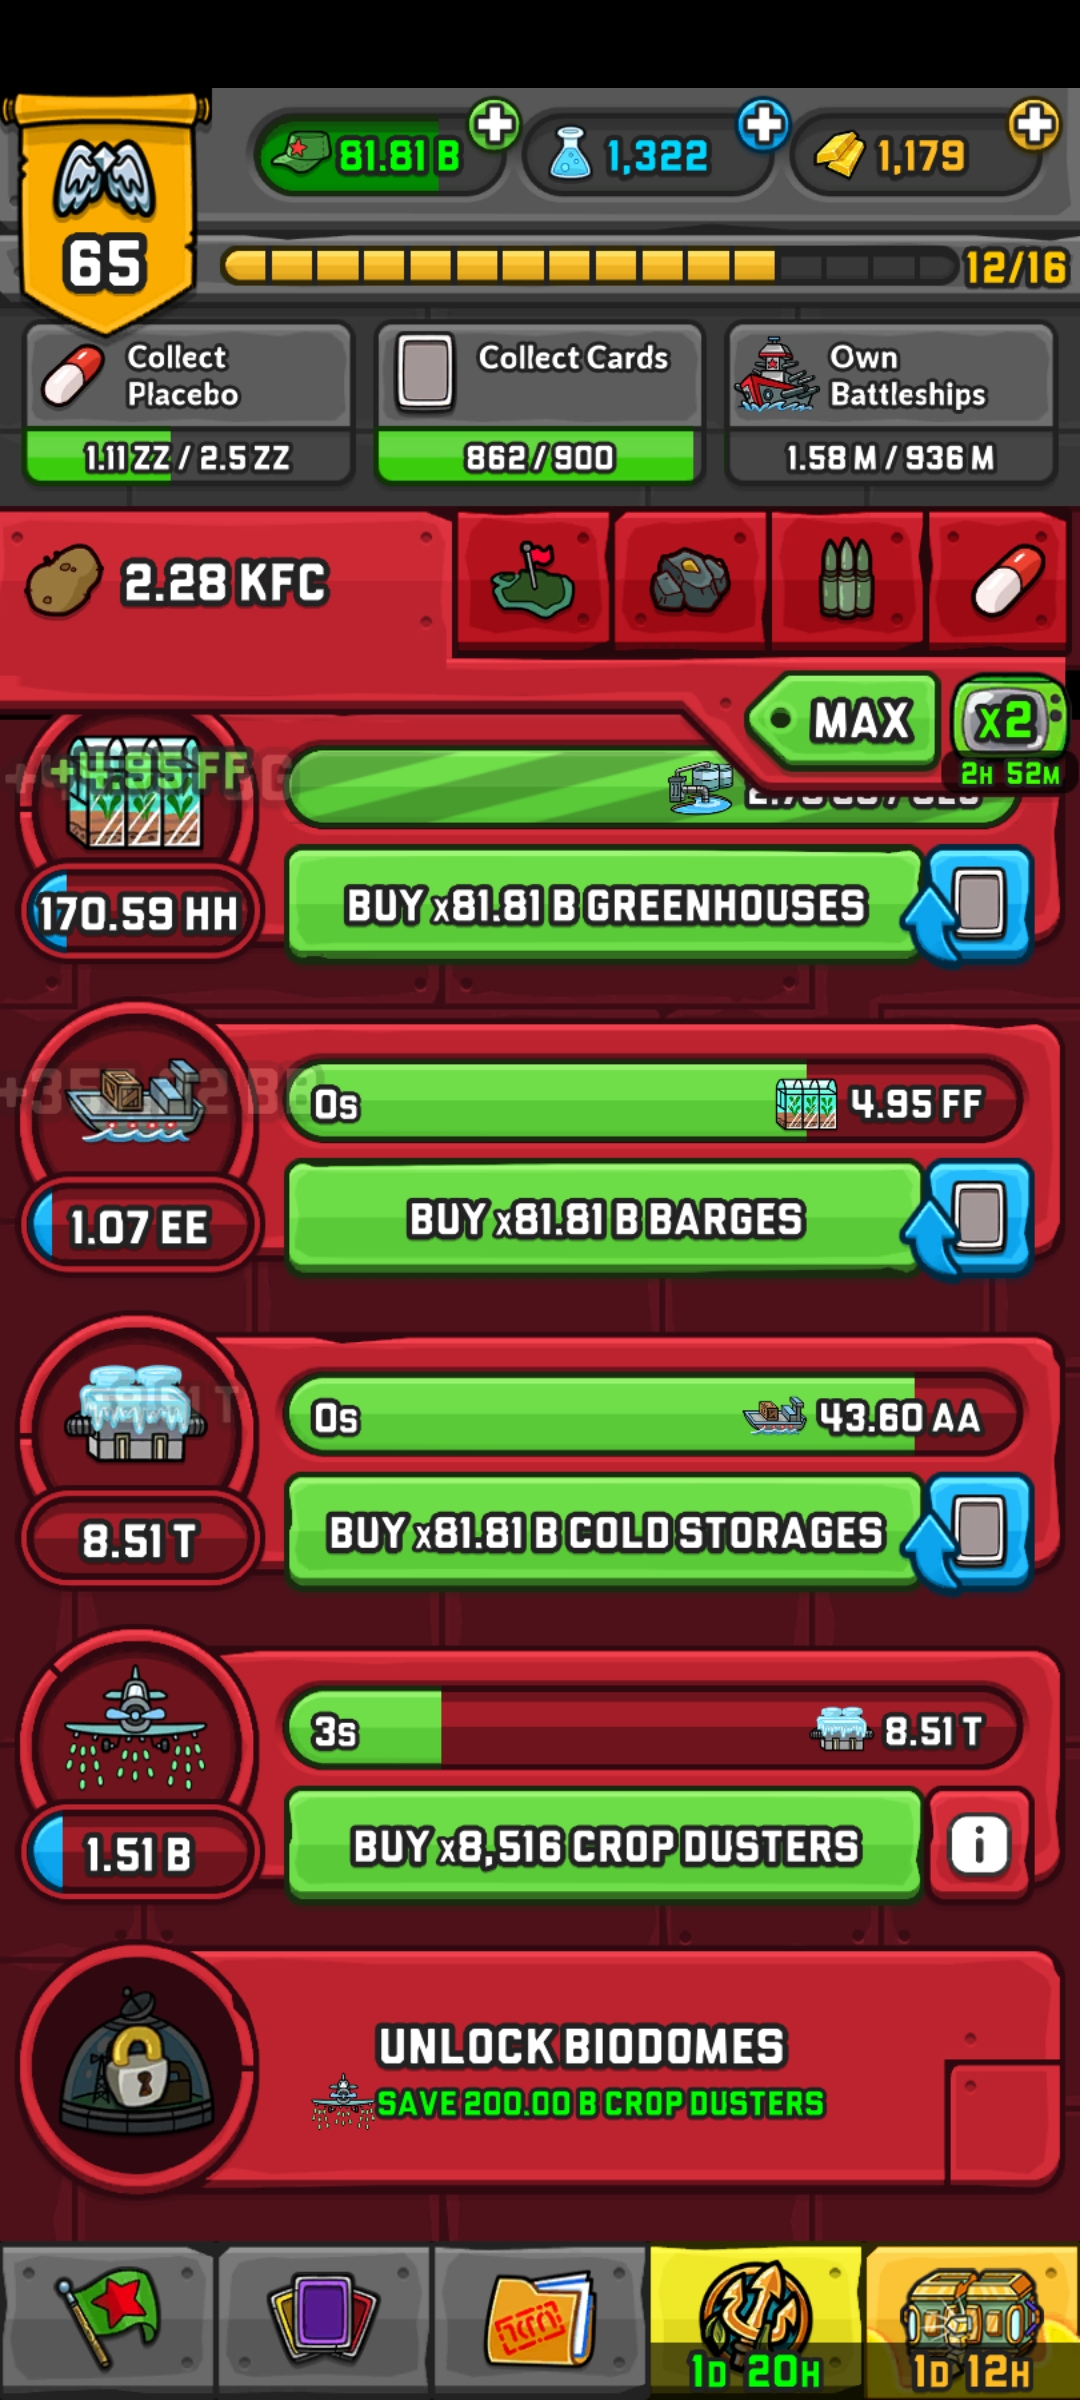 81.81 B
1,322
1,179
65
12/16
Collect
Placebo
1.11 ZZ / 2.5 ZZ
Collect Cards
862/900
Own
Battleships
1.58 M / 936 M
2.28 KFC
MAX
x2
2H 52M
+4.95 FF
170.59 HH
BUY x81.81 B GREENHOUSES
0s
4.95 FF
1.07 EE
BUY x81.81 B BARGES
0s
43.60 AA
8.51 T
BUY x81.81 B COLD STORAGES
3s
8.51 T
1.51 B
BUY x8,516 CROP DUSTERS
i
UNLOCK BIODOMES
SAVE 200.00 B CROP DUSTERS
1D 20H
1D 12H